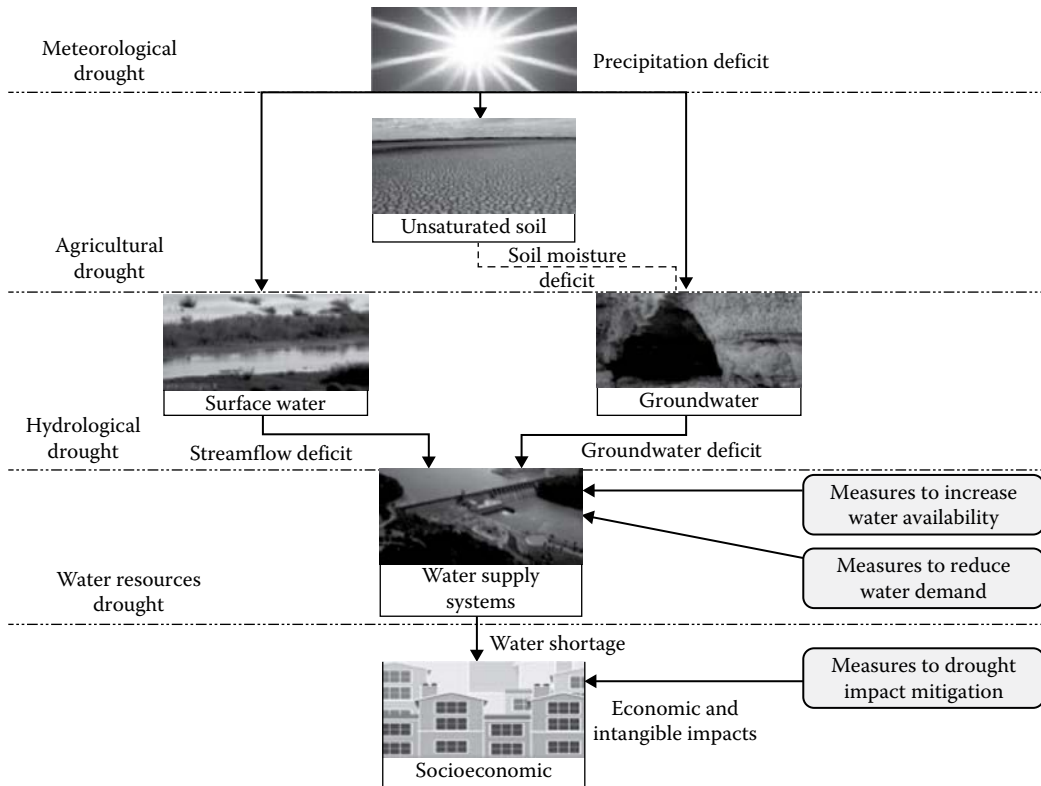 Meteorological
drought
Precipitation deficit
Unsaturated soil
Agricultural
drought
Soil moisture
deficit
Surface water
Groundwater
Hydrological
drought
Streamflow deficit
Groundwater deficit
Measures to increase
water availability
Water resources
drought
Water supply
systems
Measures to reduce
water demand
Water shortage
Measures to drought
impact mitigation
Economic and
intangible impacts
Socioeconomic